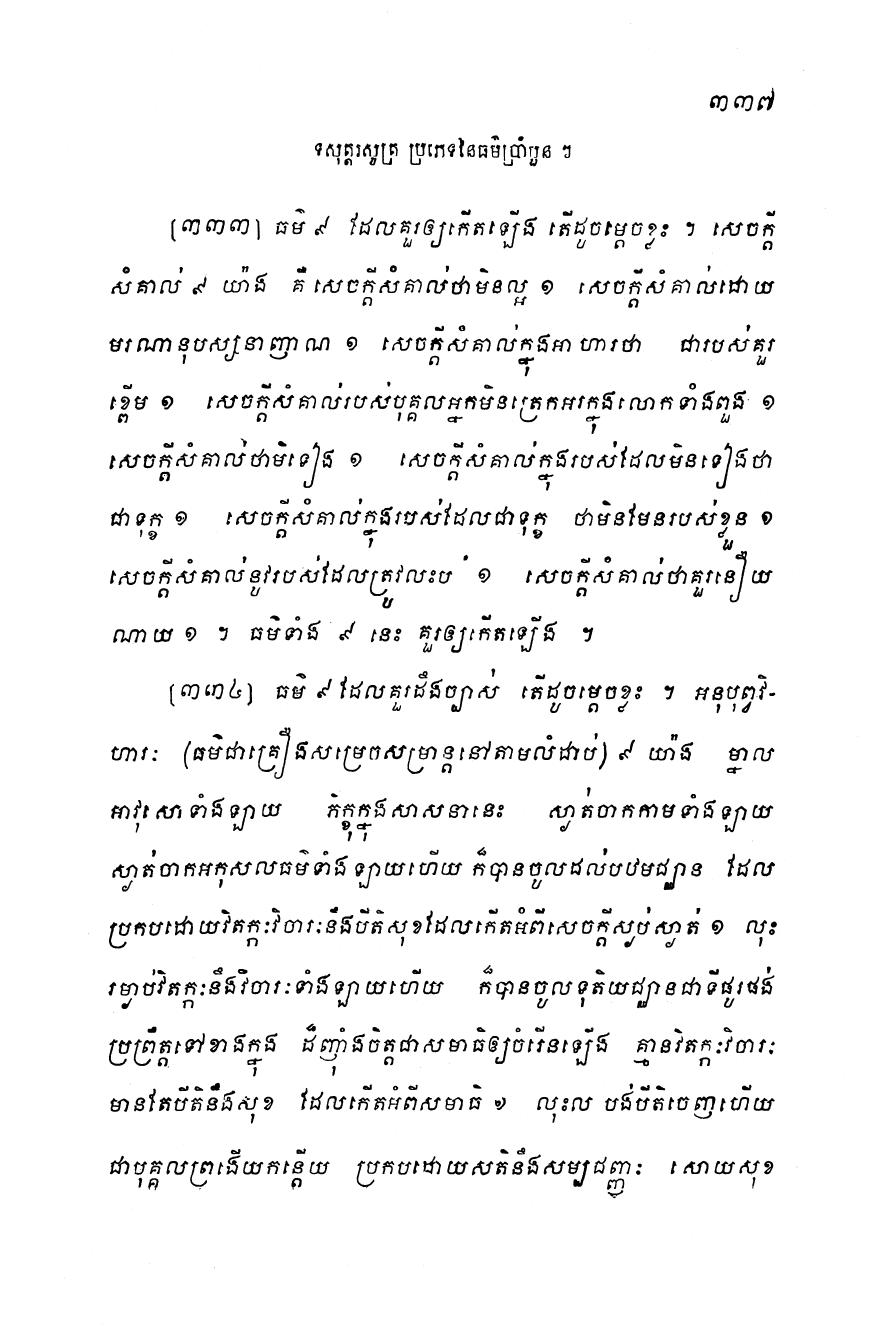 ៣៣៧
ទសុត្តរសូត្រ ប្រភេទនៃធម៌ប្រាំបួន ។
[៣៣៣] ធម៌ ៩ ដែលគួរឲ្យកើតឡើង តើដូចម្តេចខ្លះ ។ សេចក្តី
សំគាល់ ៩ យ៉ាង គឺ សេចក្តីសំគាល់ថាមិនល្អ ១ សេចក្តីសំគាល់ដោយ
មរណានុបស្សនាញាណ ១ សេចក្តីសំគាល់ក្នុងអាហារថា ជារបស់គួរ
ខ្ពើម ១ សេចក្តីសំគាល់របស់បុគ្គលអ្នកមិនត្រេកអរក្នុងលោកទាំងពួង ១
សេចក្តីសំគាល់ថាមិនទៀង ១ សេចក្តីសំគាល់ក្នុងរបស់ដែលមិនទៀងថា
ជាទុក្ខ ១ សេចក្តីសំគាល់ក្នុងរបស់ដែលជាទុក្ខ ថាមិនមែនរបស់ខ្លួន ១
សេចក្តីសំគាល់នូវរបស់ដែលត្រូវលះបង់ ១ សេចក្តីសំគាល់ថាគួរនឿយ
ណាយ ១ ។ ធម៌ទាំង ៩ នេះ គួរឲ្យកើតឡើង ។
[៣៣៤] ធម៌ ៩ ដែលគួរដឹងច្បាស់ តើដូចម្តេចខ្លះ ។ អនុបុព្វវិ-
ហារៈ (ធម៌ជាគ្រឿងសម្រេចសម្រាន្តនៅតាមលំដាប់) ៩ យ៉ាង ម្នាល
អាវុសោទាំងឡាយ ភិក្ខុក្នុងសាសនានេះ ស្ងាត់ចាកកាមទាំងឡាយ
ស្ងាត់ចាកអកុសលធម៌ទាំងឡាយហើយ ក៏បានចូលដល់បឋមជ្ឈាន ដែល
ប្រកបដោយវិតក្កៈវិចារៈនឹងបីតិសុខដែលកើតអំពីសេចក្តីស្ងប់ស្ងាត់ ១ លុះ
រម្ងាប់វិតក្កៈនឹងវិចារៈទាំងឡាយហើយ ក៏បានចូលទុតិយជ្ឈានជាទីផូរផង់
ប្រព្រឹត្តទៅខាងក្នុង ដ៏ញ៉ាំងចិត្តជាសមាធិឲ្យចំរើនឡើង គ្មានវិតក្កៈវិចារៈ
មានតែបីតិនឹងសុខ ដែលកើតអំពីសមាធិ ១ លុះលបង់បីតិចេញហើយ
ជាបុគ្គលព្រងើយកន្តើយ ប្រកបដោយសតិនឹងសម្បជញ្ញៈ សោយសុខ